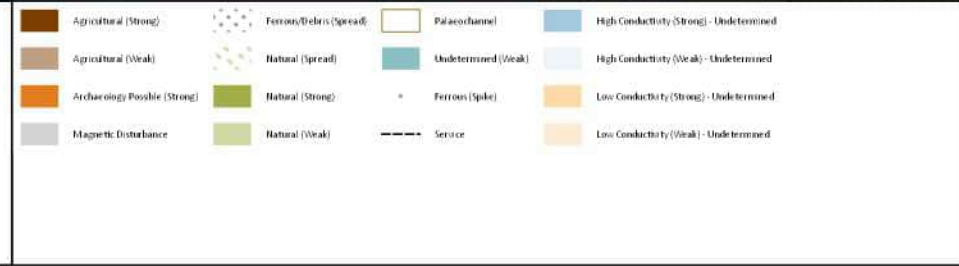 Agricultural (Strong)
Agricultural (Weak)
Archaeology Possible (Strong)
Magnetic Disturbance
Ferrous/Debris (Spread)
Natural (Spread)
Natural (Strong)
Natural (Weak)
Palaeochannel
Undetermined (Weak)
Ferrous (Spike)
Service
High Conductivity (Strong) - Undetermined
High Conductivity (Weak) - Undetermined
Low Conductivity (Strong) - Undetermined
Low Conductivity (Weak) - Undetermined